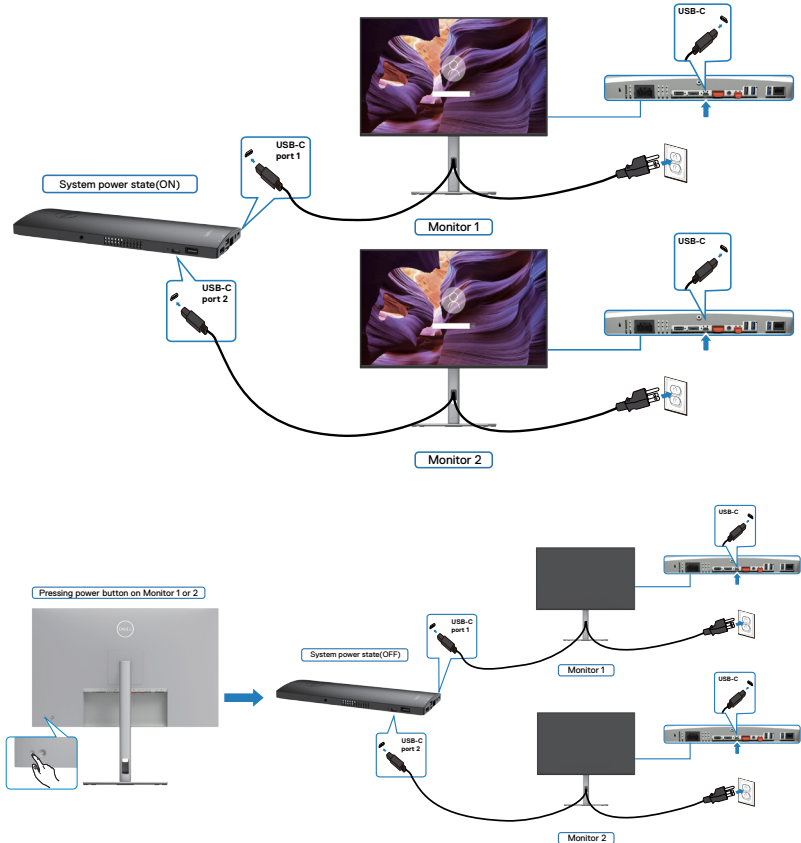 USB-C
USB-C
port 1
System power state(ON)
Monitor 1
USB-C
USB-C
port 2
Monitor 2
USB-C
Pressing power button on Monitor 1 or 2
DELL
USB-C
port 1
System power state(OFF)
Monitor 1
USB-C
USB-C
port 2
Monitor 2